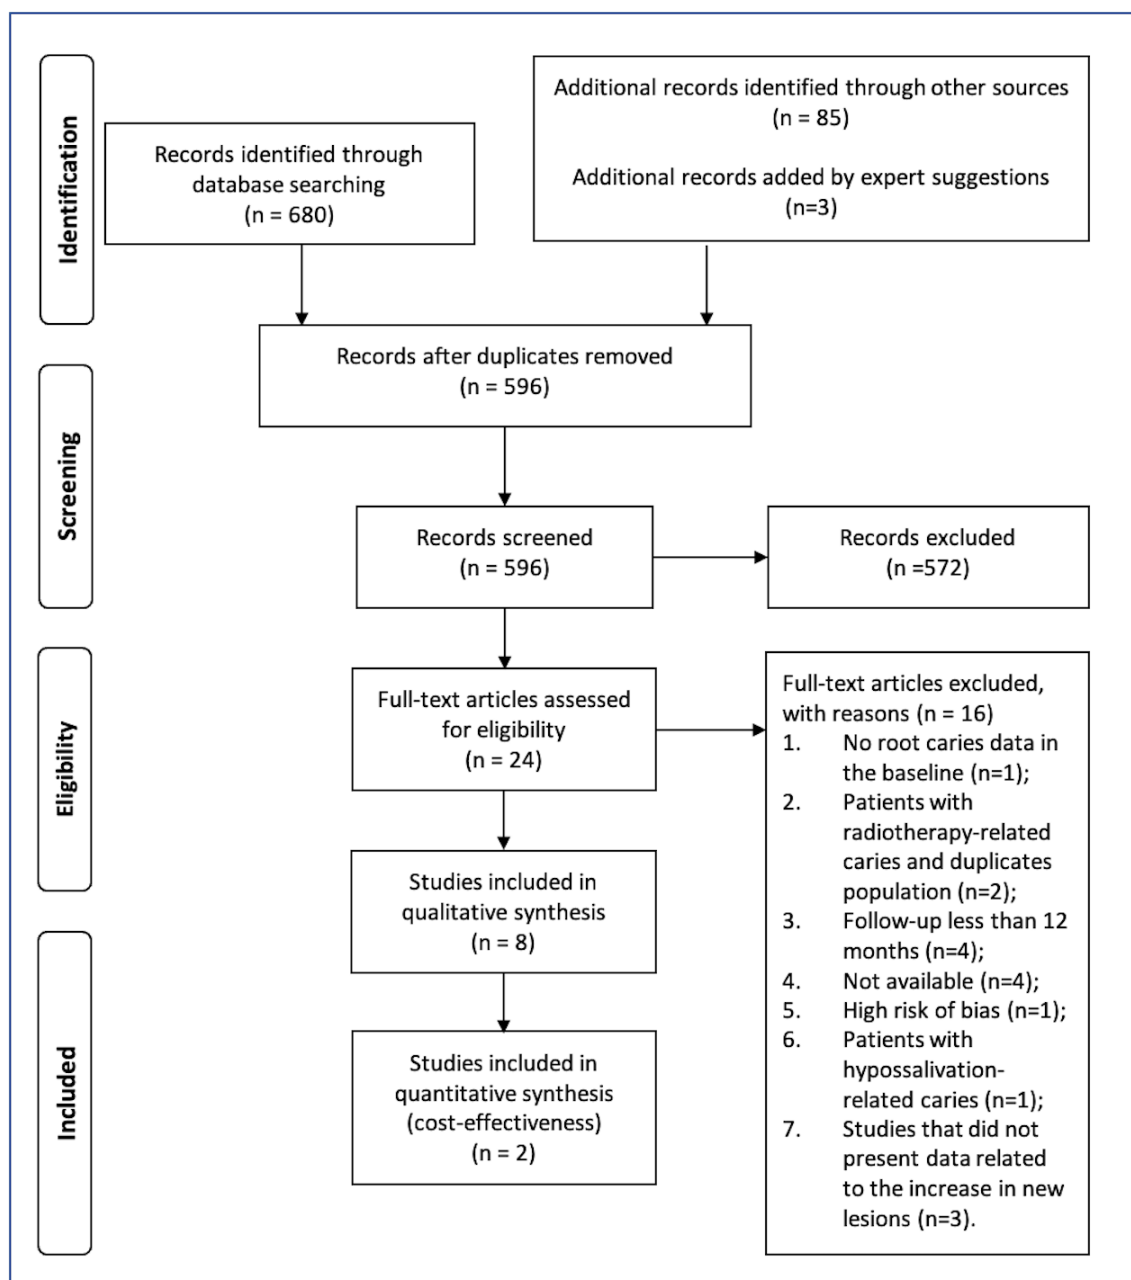 Identification
Records identified through
database searching
(n = 680)
Additional records identified through other sources
(n = 85)
Additional records added by expert suggestions
(n=3)
Records after duplicates removed
(n = 596)
Screening
Records screened
(n = 596)
Records excluded
(n =572)
Eligibility
Full-text articles assessed
for eligibility
(n = 24)
Full-text articles excluded,
with reasons (n = 16)
1. No root caries data in
the baseline (n=1);
2. Patients with
radiotherapy-related
caries and duplicates
population (n=2);
3. Follow-up less than 12
months (n=4);
4. Not available (n=4);
5. High risk of bias (n=1);
6. Patients with
hypossalivation-
related caries (n=1);
7. Studies that did not
present data related
to the increase in new
lesions (n=3).
Studies included in
qualitative synthesis
(n = 8)
Included
Studies included in
quantitative synthesis
(cost-effectiveness)
(n = 2)